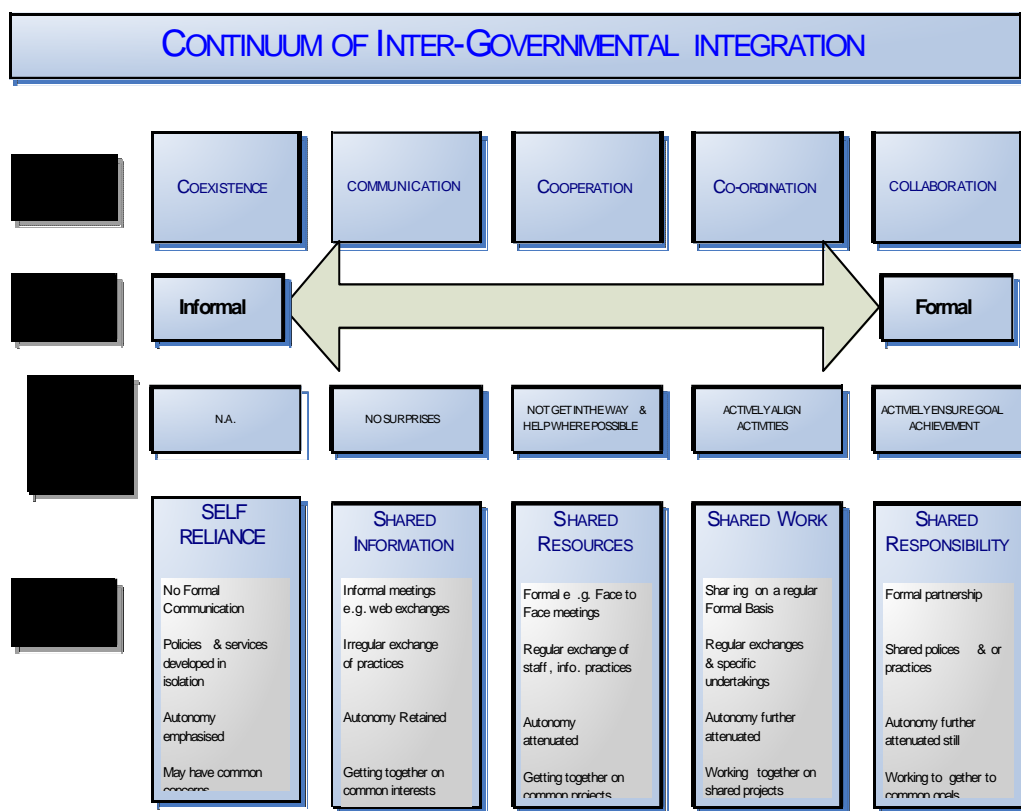 CONTINUUM OF INTER-GOVERNMENTAL INTEGRATION
COEXISTENCE
COMMUNICATION
COOPERATION
CO-ORDINATION
COLLABORATION
Informal
Formal
N.A.
NO SURPRISES
NOT GET IN THE WAY &
HELP WHERE POSSIBLE
ACTIVELY ALIGN
ACTIVITIES
ACTIVELY ENSURE GOAL
ACHIEVEMENT
SELF
RELIANCE
No Formal
Communication
Policies & services
developed in
isolation
Autonomy
emphasised
May have common
concerns
SHARED
INFORMATION
Informal meetings
e.g. web exchanges
Irregular exchange
of practices
Autonomy Retained
Getting together on
common interests
SHARED
RESOURCES
Formal e .g. Face to
Face meetings
Regular exchange of
staff , info. practices
Autonomy
attenuated
Getting together on
common projects
SHARED WORK
Shar ing on a regular
Formal Basis
Regular exchanges
& specific
undertakings
Autonomy further
attenuated
Working together on
shared projects
SHARED
RESPONSIBILITY
Formal partnership
Shared polices & or
practices
Autonomy further
attenuated still
Working to gether to
common goals